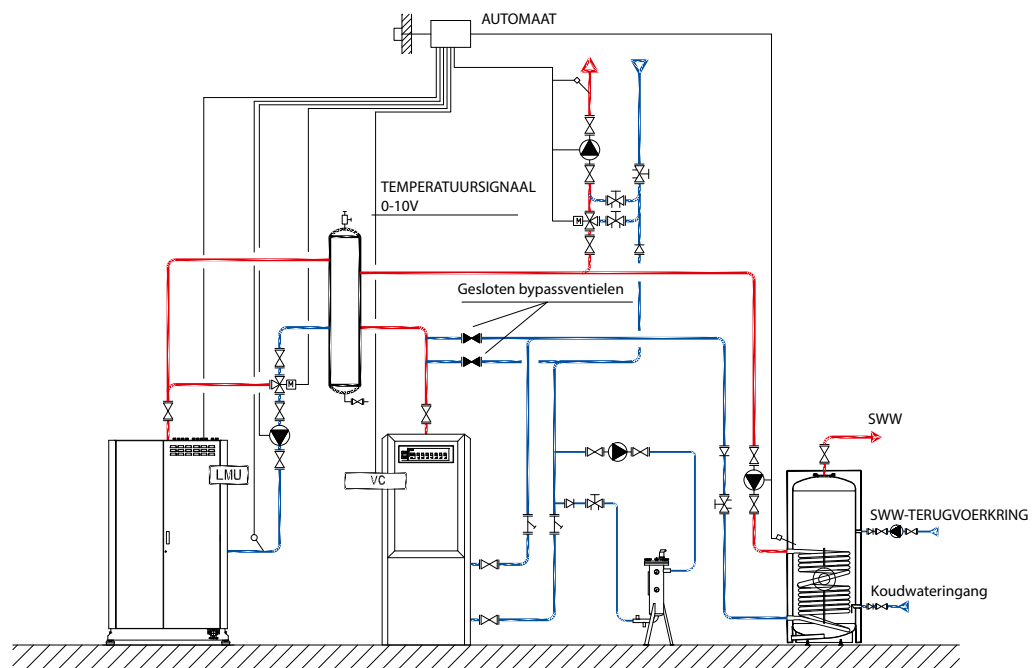 AUTOMAAT
TEMPERATUURSIGNAAL
0-10V
Gesloten bypassventielen
M
M
SWW
LMU
VC
SWW-TERUGVOERKRING
Koudwateringang